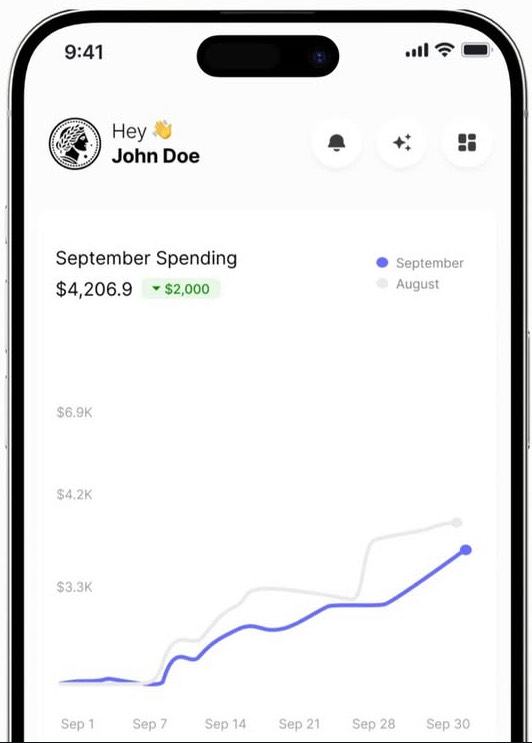 9:41
Hey 👋
John Doe
September Spending
$4,206.9 $2,000
September
August
$6.9K
$4.2K
$3.3K
Sep 1 Sep 7 Sep 14 Sep 21 Sep 28 Sep 30